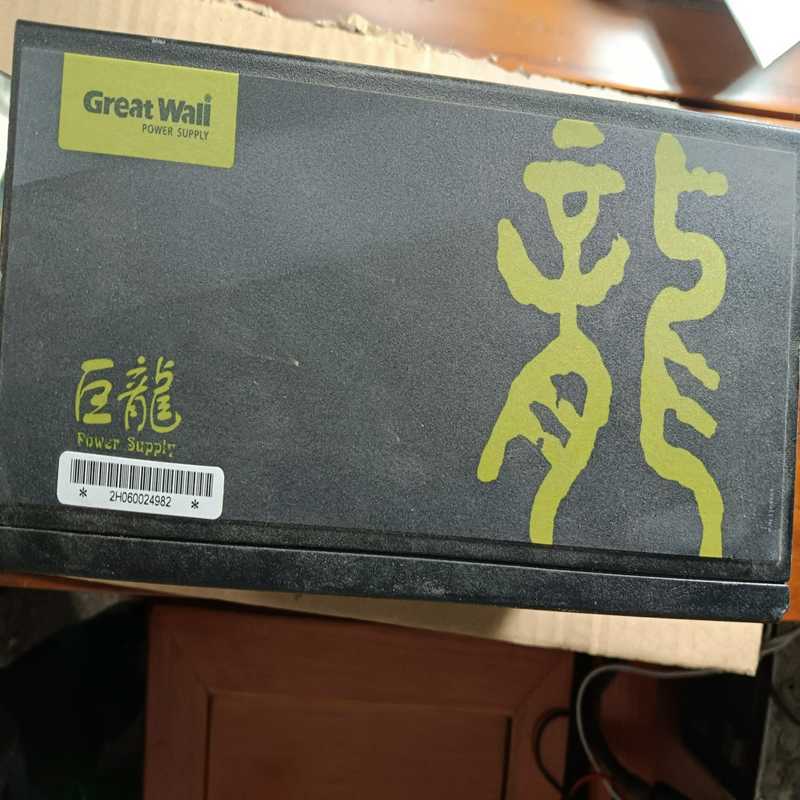 Great Wall
POWER SUPPLY
龍
巨龍
Power Supply
* 2H060024982 *